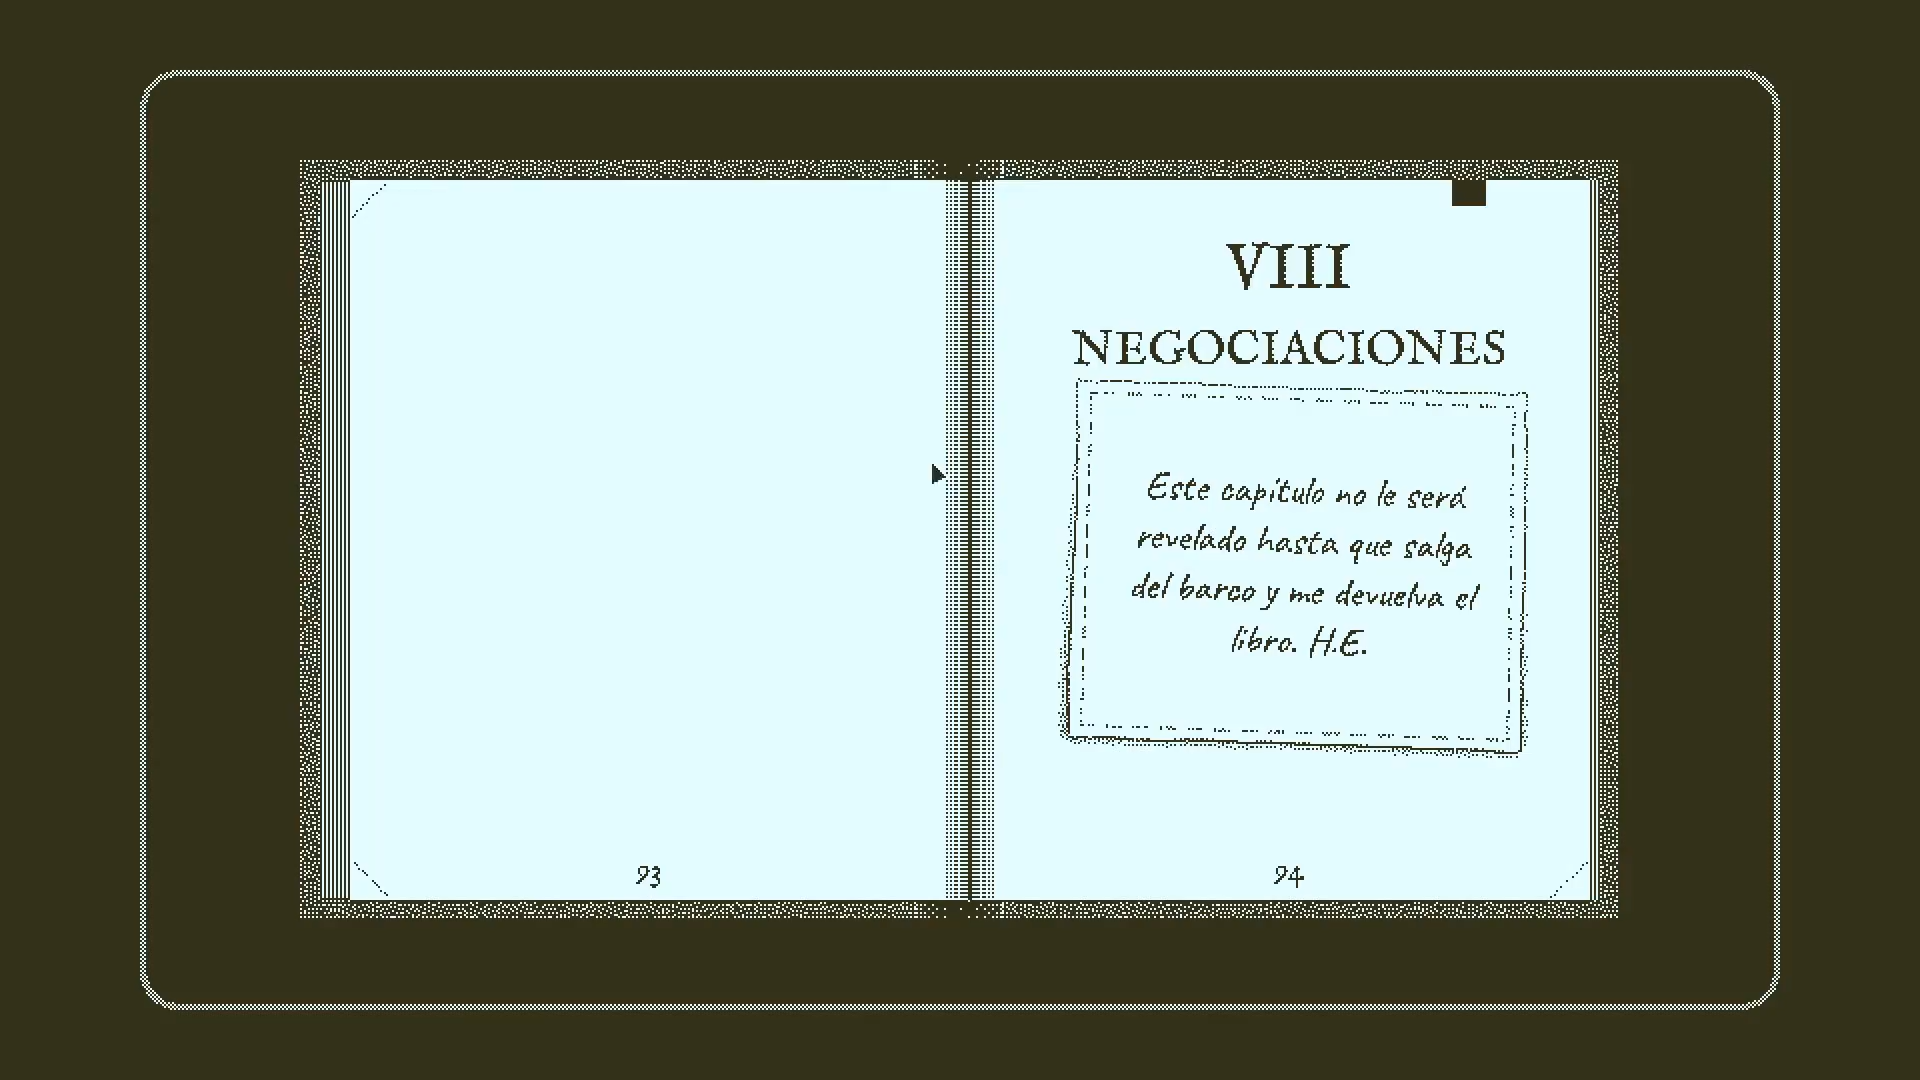 VIII
NEGOCIACIONES
Este capítulo no le será
revelado hasta que salga
del barco y me devuelva el
libro. H.E.
93
94